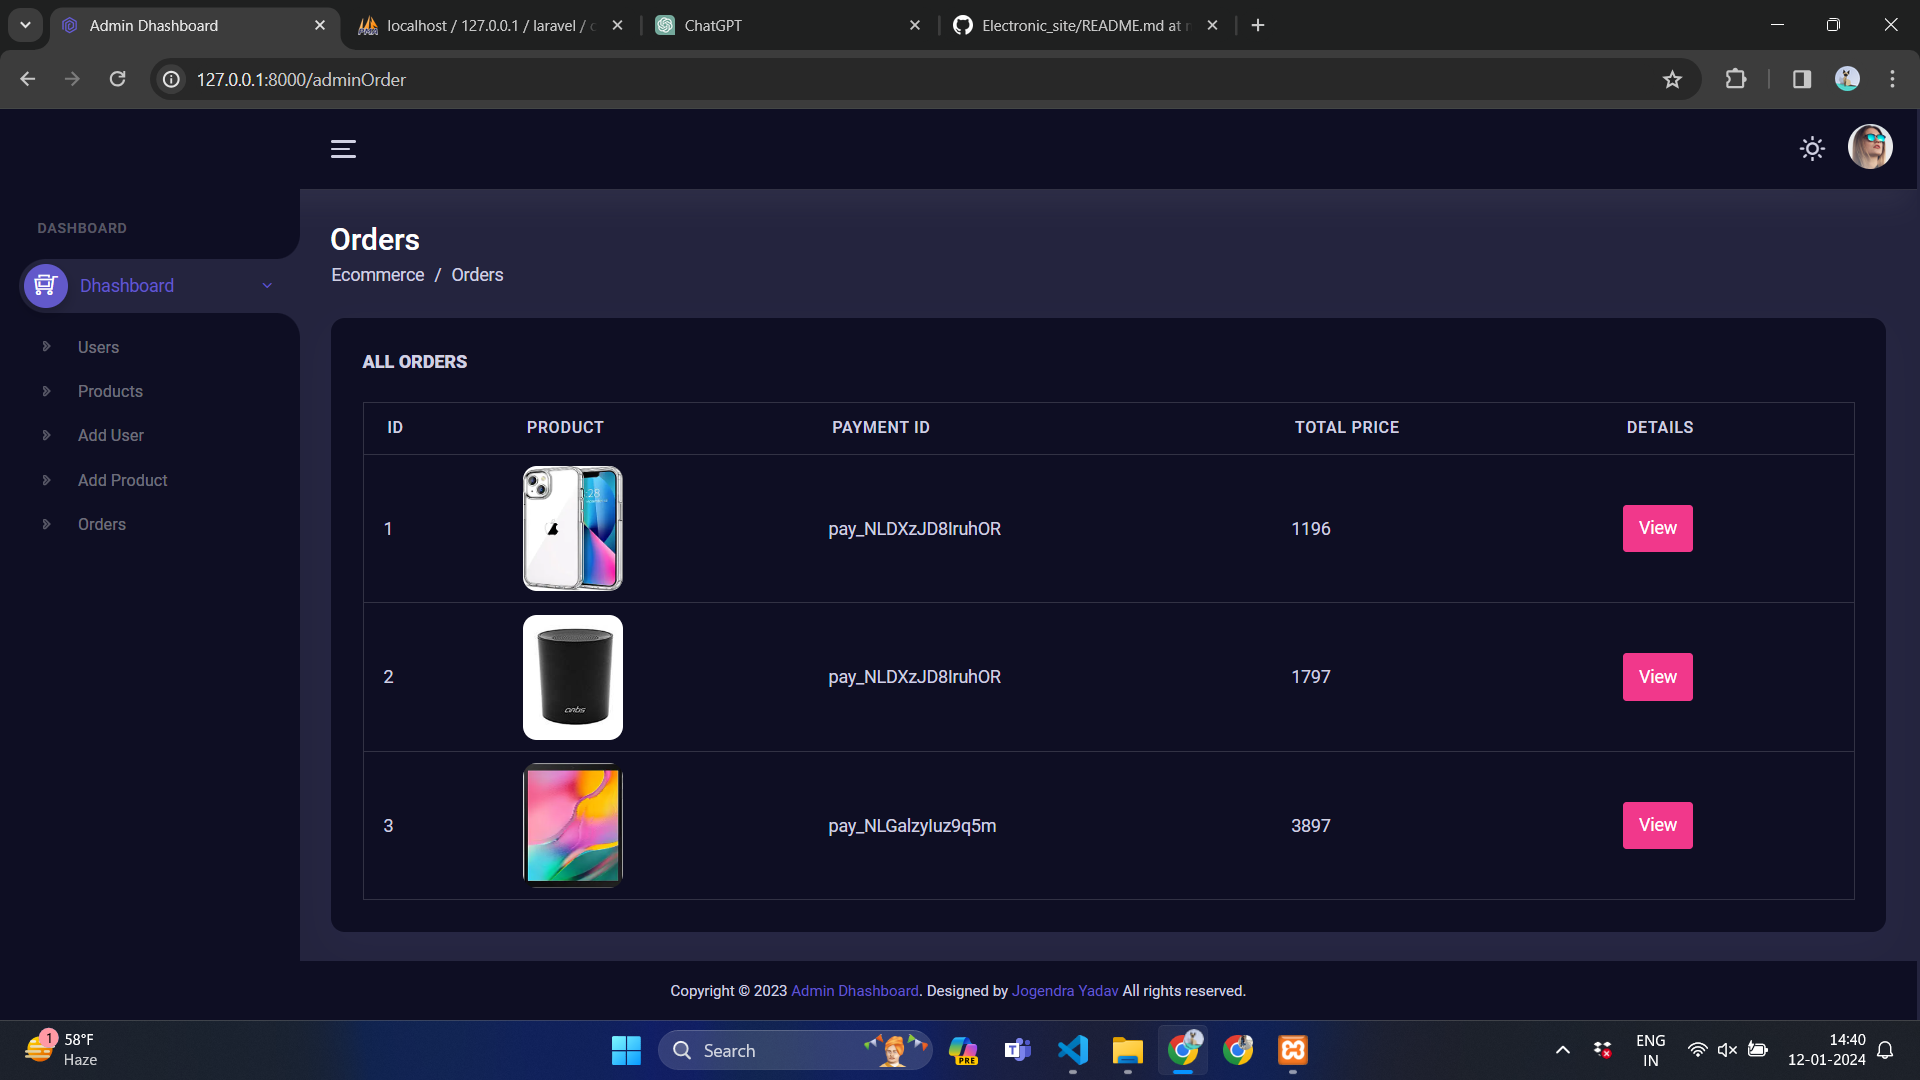 Admin Dhashboard
localhost / 127.0.0.1 / laravel /
ChatGPT
Electronic_site/README.md at
127.0.0.1:8000/adminOrder
DASHBOARD
Dhashboard
Users
Products
Add User
Add Product
Orders
Orders
Ecommerce / Orders
ALL ORDERS
ID PRODUCT PAYMENT ID TOTAL PRICE DETAILS
1 pay_NLDXzJD8IruhOR 1196 View
2 pay_NLDXzJD8IruhOR 1797 View
3 pay_NLGalzyIuz9q5m 3897 View
Copyright © 2023 Admin Dhashboard. Designed by Jogendra Yadav All rights reserved.
1
58°F
Haze
Search
PRE
ENG
IN
14:40
12-01-2024